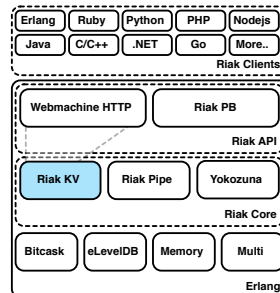 Erlang Ruby Python PHP Nodejs
Java C/C++ .NET Go More..
Riak Clients
Webmachine HTTP Riak PB
Riak API
Riak KV Riak Pipe Yokozuna
Riak Core
Bitcask eLevelDB Memory Multi
Erlang